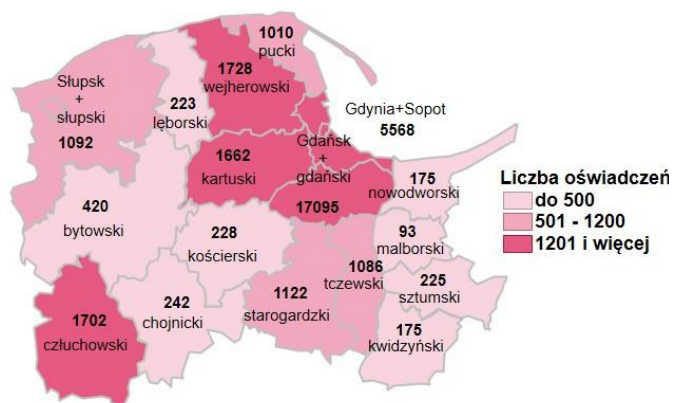 1010
pucki
1728
wejherowski
Słupsk
+
słupski
1092
223
lęborski
Gdynia+Sopot
5568
1662
kartuski
Gdańsk
+
gdański
17095
175
nowodworski
420
bytowski
228
kościerski
93
malborski
1086
tczewski
225
sztumski
1122
starogardzki
242
chojnicki
1702
człuchowski
175
kwidzyński
Liczba oświadczeń
do 500
501 - 1200
1201 i więcej